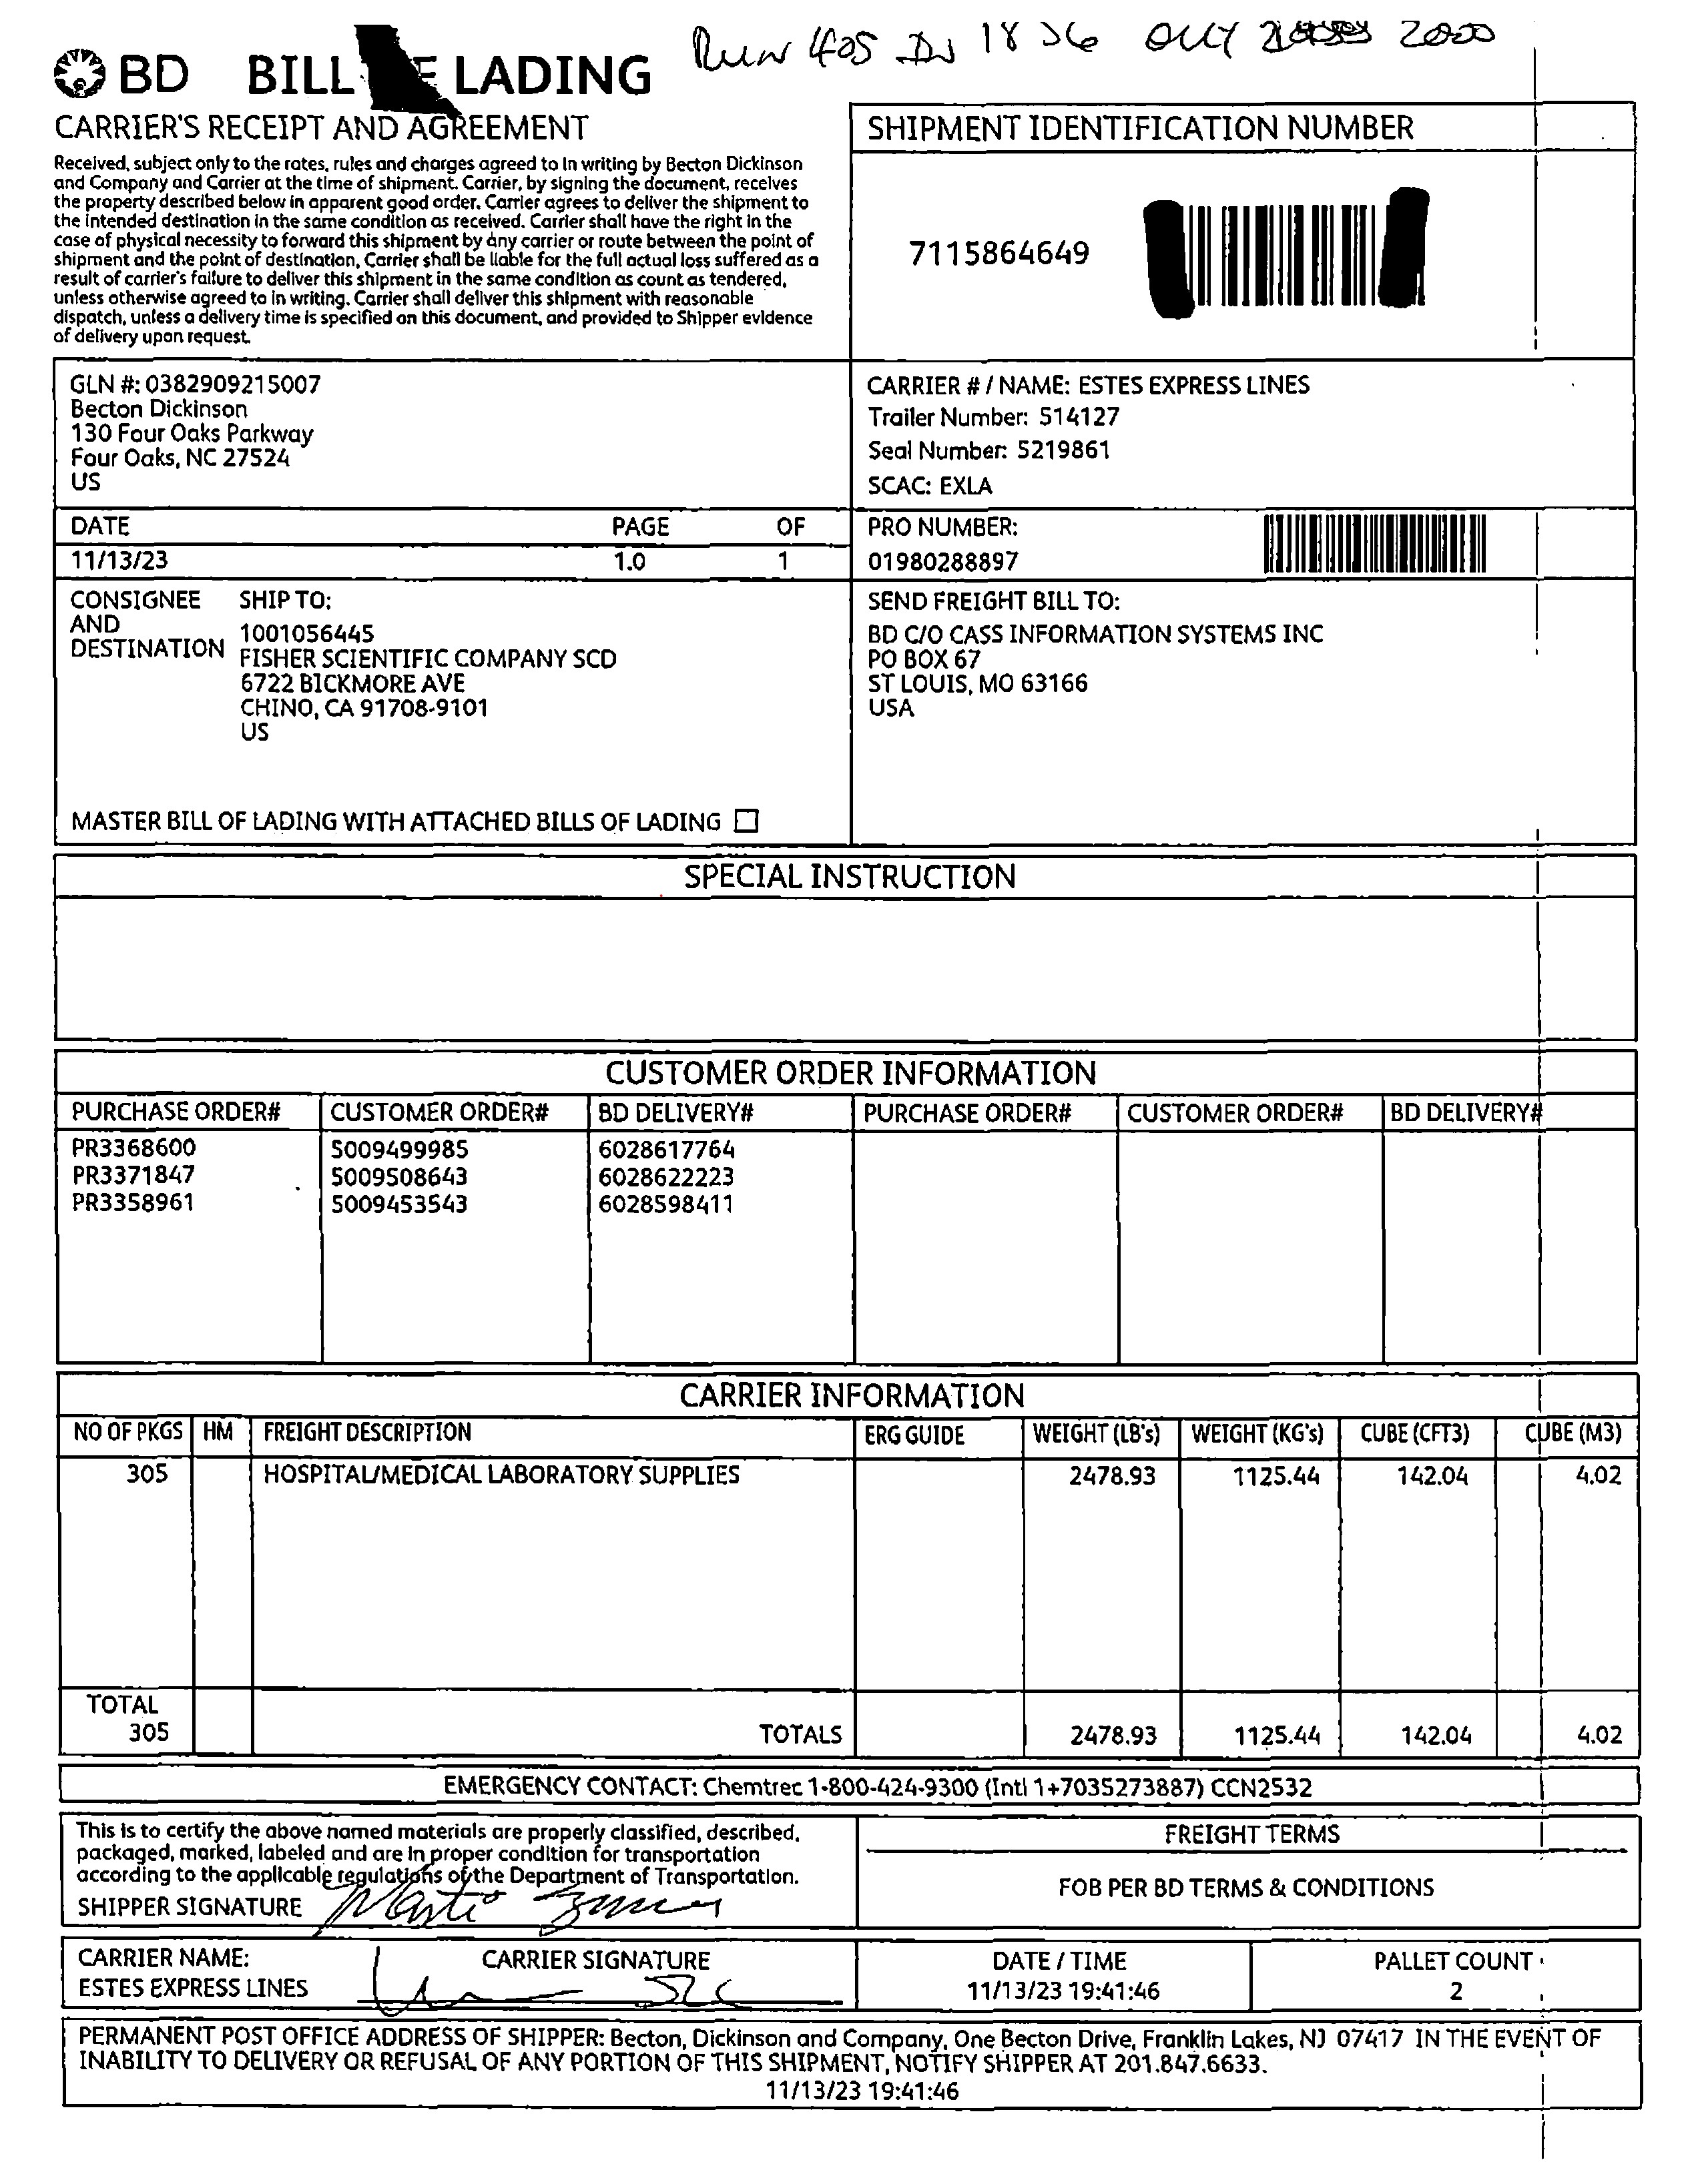 Run 405 In 1836 Out 2000
BD BILL LADING
CARRIER'S RECEIPT AND AGREEMENT
Received, subject only to the rates, rules and charges agreed to in writing by Becton Dickinson
and Company and Carrier at the time of shipment. Carrier, by signing the document, receives
the property described below in apparent good order. Carrier agrees to deliver the shipment to
the intended destination in the same condition as received. Carrier shall have the right in the
case of physical necessity to forward this shipment by any carrier or route between the point of
shipment and the point of destination, Carrier shall be liable for the full actual loss suffered as a
result of carrier's failure to deliver this shipment in the same condition as count as tendered,
unless otherwise agreed to in writing. Carrier shall deliver this shipment with reasonable
dispatch, unless a delivery time is specified on this document, and provided to Shipper evidence
of delivery upon request.
SHIPMENT IDENTIFICATION NUMBER
7115864649
GLN #: 0382909215007
Becton Dickinson
130 Four Oaks Parkway
Four Oaks, NC 27524
US
CARRIER # / NAME: ESTES EXPRESS LINES
Trailer Number: 514127
Seal Number: 5219861
SCAC: EXLA
DATE PAGE OF
11/13/23 1.0 1
PRO NUMBER:
01980288897
CONSIGNEE AND DESTINATION
SHIP TO:
1001056445
FISHER SCIENTIFIC COMPANY SCD
6722 BICKMORE AVE
CHINO, CA 91708-9101
US
SEND FREIGHT BILL TO:
BD C/O CASS INFORMATION SYSTEMS INC
PO BOX 67
ST LOUIS, MO 63166
USA
MASTER BILL OF LADING WITH ATTACHED BILLS OF LADING
SPECIAL INSTRUCTION
CUSTOMER ORDER INFORMATION
PURCHASE ORDER# CUSTOMER ORDER# BD DELIVERY# PURCHASE ORDER# CUSTOMER ORDER# BD DELIVERY#
PR3368600 5009499985 6028617764
PR3371847 5009508643 6028622223
PR3358961 5009453543 6028598411
CARRIER INFORMATION
NO OF PKGS HM FREIGHT DESCRIPTION ERG GUIDE WEIGHT (LB's) WEIGHT (KG's) CUBE (CFT3) CUBE (M3)
305 HOSPITAL/MEDICAL LABORATORY SUPPLIES 2478.93 1125.44 142.04 4.02
TOTAL
305 TOTALS 2478.93 1125.44 142.04 4.02
EMERGENCY CONTACT: Chemtrec 1-800-424-9300 (Intl 1+7035273887) CCN2532
This is to certify the above named materials are properly classified, described,
packaged, marked, labeled and are in proper condition for transportation
according to the applicable regulations of the Department of Transportation.
SHIPPER SIGNATURE
FREIGHT TERMS
FOB PER BD TERMS & CONDITIONS
CARRIER NAME: CARRIER SIGNATURE DATE / TIME PALLET COUNT
ESTES EXPRESS LINES 11/13/23 19:41:46 2
PERMANENT POST OFFICE ADDRESS OF SHIPPER: Becton, Dickinson and Company, One Becton Drive, Franklin Lakes, NJ 07417 IN THE EVENT OF
INABILITY TO DELIVERY OR REFUSAL OF ANY PORTION OF THIS SHIPMENT, NOTIFY SHIPPER AT 201.847.6633.
11/13/23 19:41:46